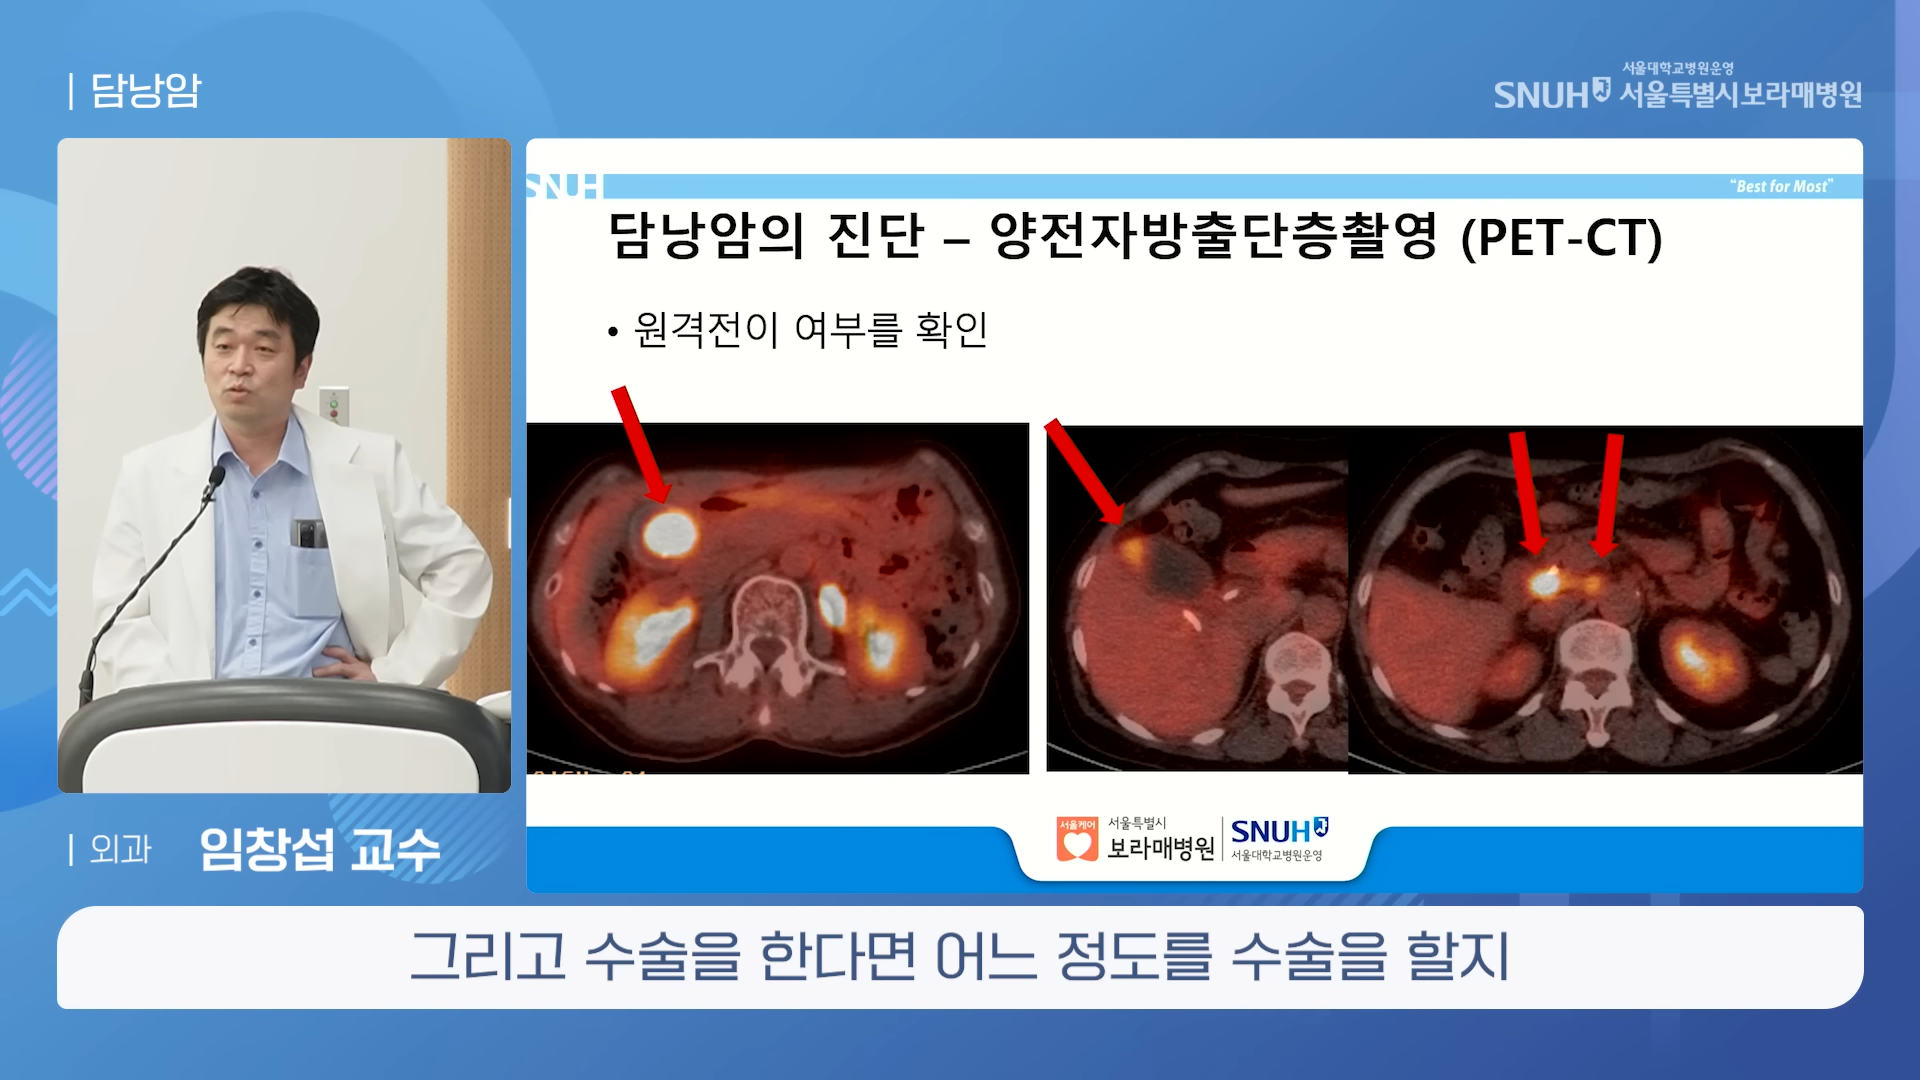 | 담낭암
서울대학교병원운영
SNUH 서울특별시보라매병원
SNUH
“Best for Most”
담낭암의 진단 – 양전자방출단층촬영 (PET-CT)
• 원격전이 여부를 확인
서울케어
서울특별시
보라매병원
SNUH
서울대학교병원운영
| 외과 임창섭 교수
그리고 수술을 한다면 어느 정도를 수술을 할지